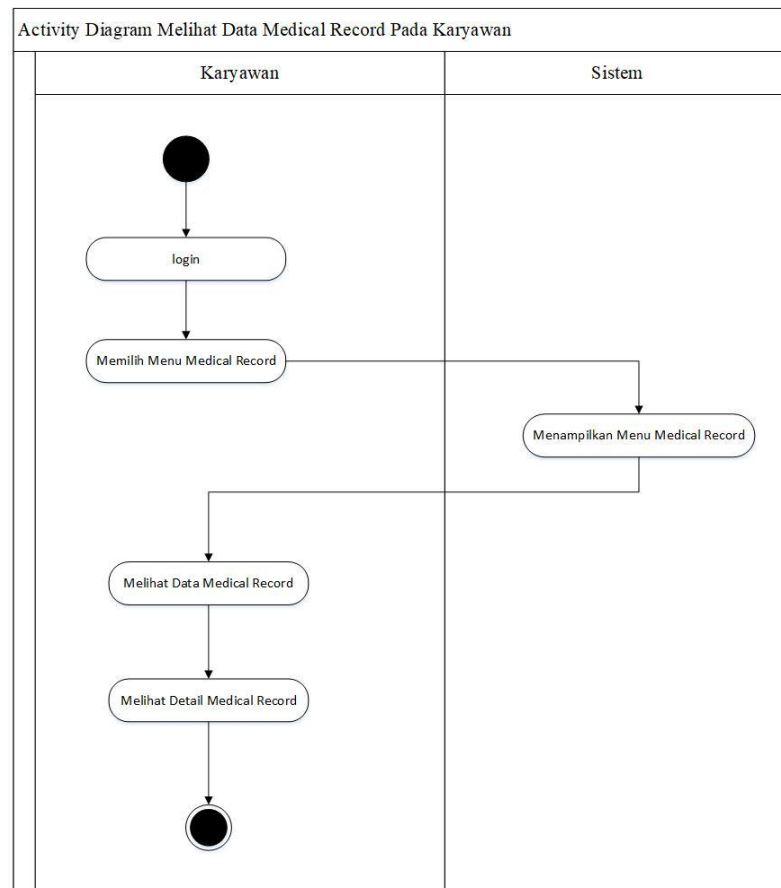 Activity Diagram Melihat Data Medical Record Pada Karyawan
Karyawan
Sistem
login
Memilih Menu Medical Record
Menampilkan Menu Medical Record
Melihat Data Medical Record
Melihat Detail Medical Record